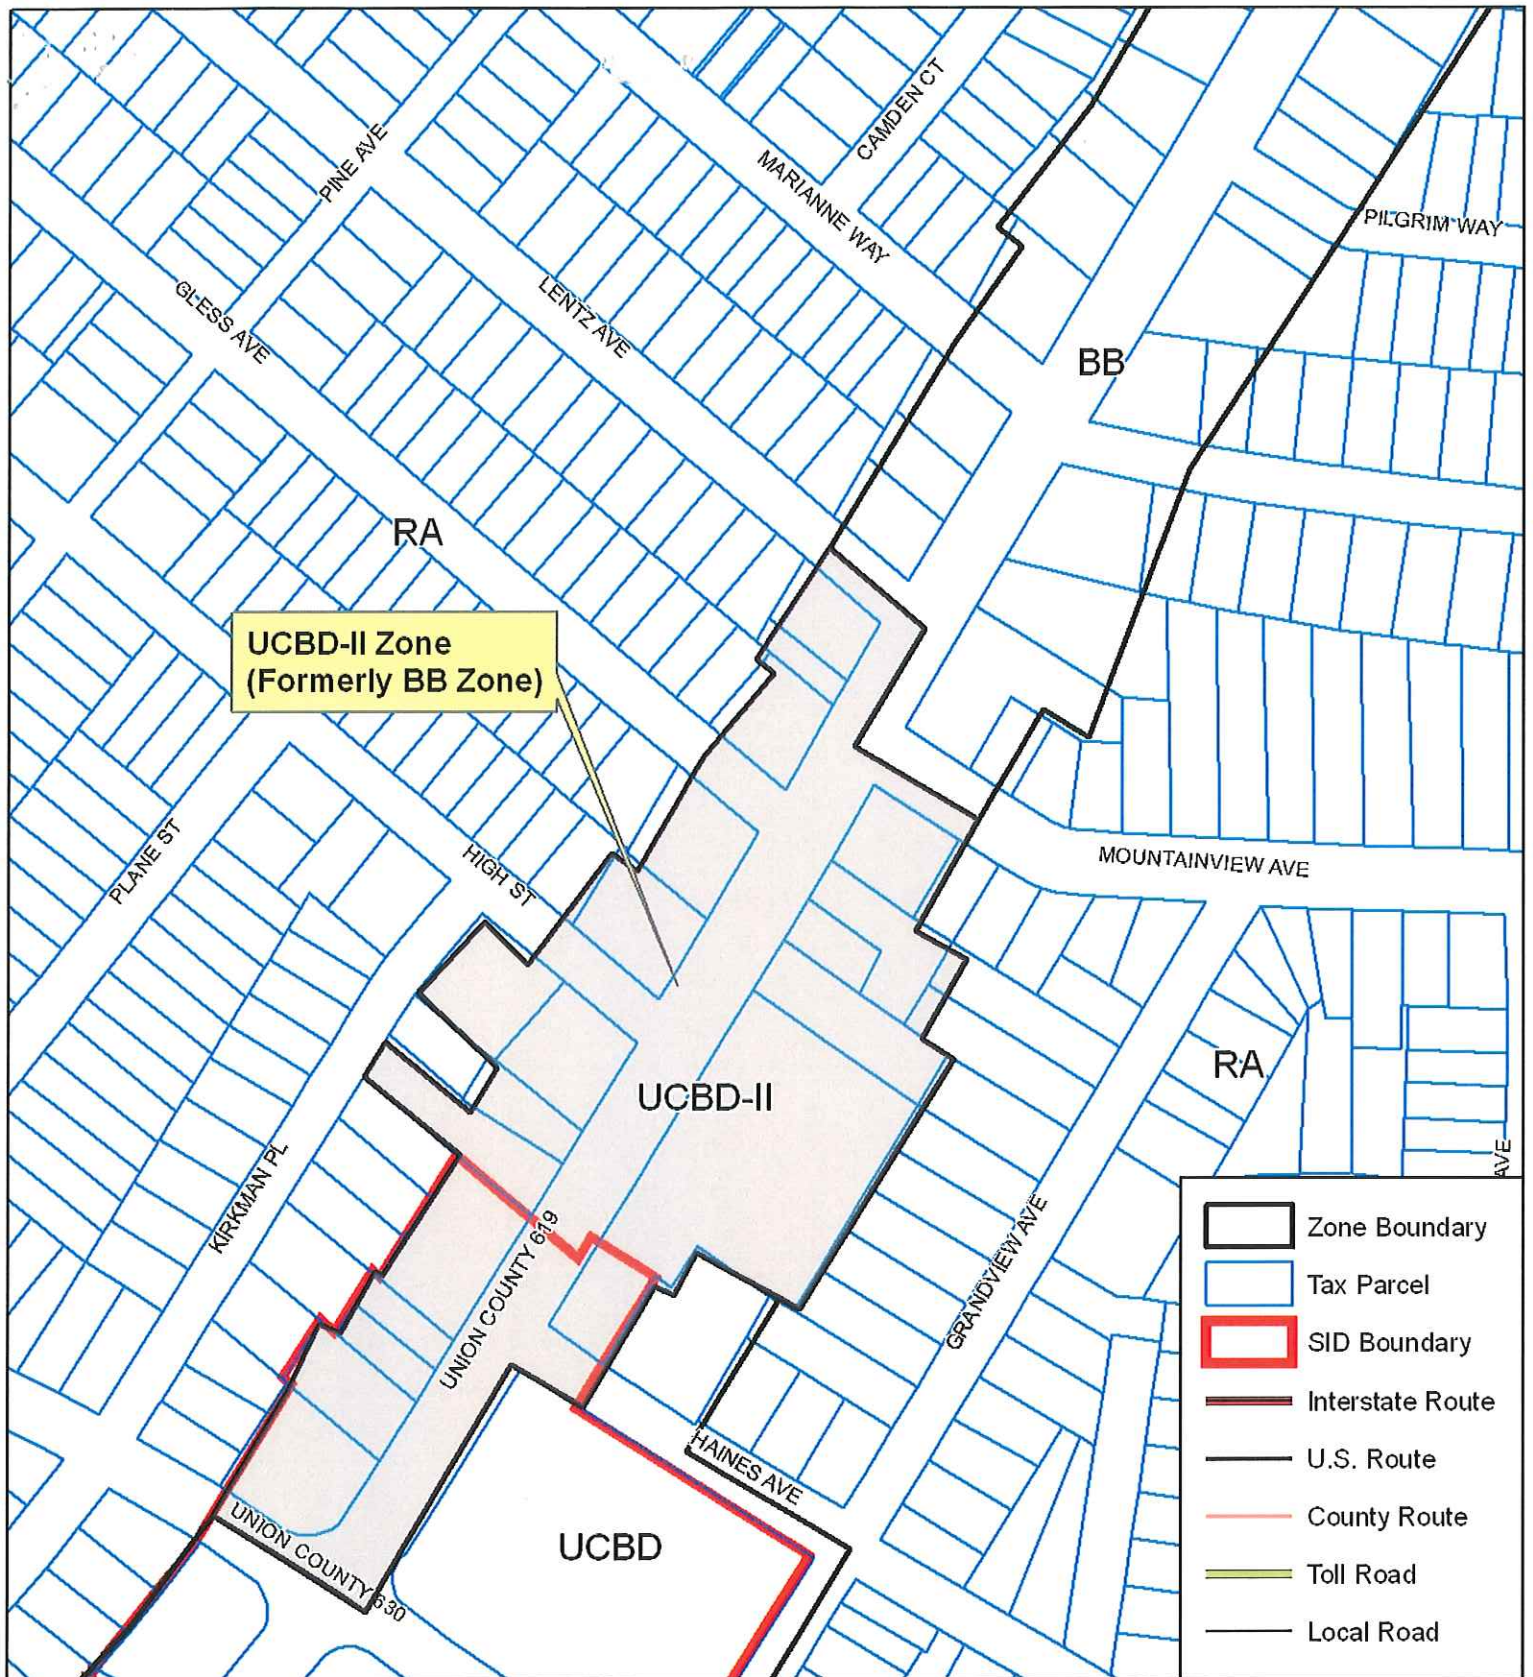 CAMDEN CT
PINE AVE
MARIANNE WAY
PILGRIM WAY
GLESS AVE
LENTZ AVE
BB
RA
UCBD-II Zone
(Formerly BB Zone)
PLANE ST
HIGH ST
MOUNTAINVIEW AVE
RA
UCBD-II
KIRKMAN PL
UNION COUNTY 619
GRANDVIEW AVE
AVE
HAINES AVE
UCBD
UNION COUNTY 630
Zone Boundary
Tax Parcel
SID Boundary
Interstate Route
U.S. Route
County Route
Toll Road
Local Road